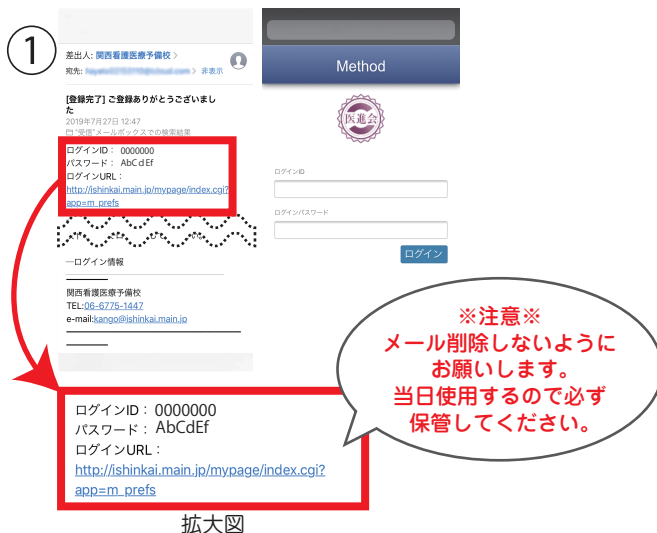 ①
差出人: 関西看護医療予備校 >
宛先:
非表示
[登録完了] ご登録ありがとうございまし
た
2019年7月27日 12:47
"受信"メールボックスでの検索結果
ログインID： 0000000
パスワード： AbCdEf
ログインURL：
http://ishinkai.main.jp/mypage/index.cgi?
app=m_prefs
—ログイン情報
関西看護医療予備校
TEL:06-6775-1447
e-mail:kango@ishinkai.main.jp
Method
医進会
ログインID
ログインパスワード
ログイン
※注意※
メール削除しないように
お願いします。
当日使用するので必ず
保管してください。
ログインID： 0000000
パスワード： AbCdEf
ログインURL：
http://ishinkai.main.jp/mypage/index.cgi?
app=m_prefs
拡大図